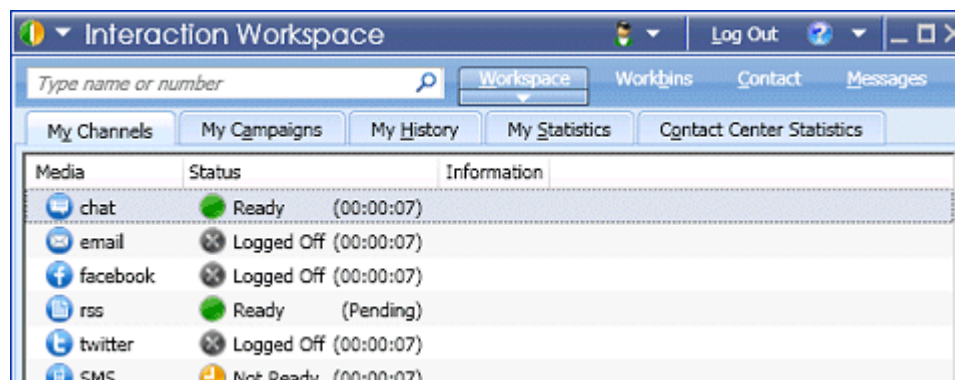 Interaction Workspace Log Out
Type name or number Workspace Workbins Contact Messages
My Channels My Campaigns My History My Statistics Contact Center Statistics
Media Status Information
chat Ready (00:00:07)
email Logged Off (00:00:07)
facebook Logged Off (00:00:07)
rss Ready (Pending)
twitter Logged Off (00:00:07)
SMS Not Ready (00:00:07)